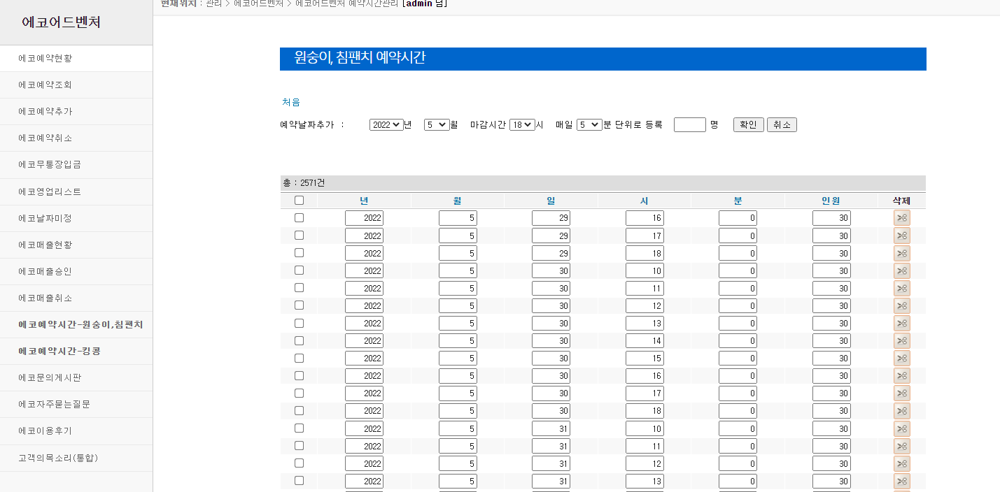 현재위치 : 관리 > 에코어드벤처 > 에코어드벤처 예약시간관리 [admin 님]
에코어드벤처
에코예약현황
에코예약조회
에코예약추가
에코예약취소
에코무통장입금
에코영업리스트
에코날짜미정
에코매출현황
에코매출승인
에코매출취소
에코예약시간-원숭이,침팬치
에코예약시간-킹콩
에코문의게시판
에코자주묻는질문
에코이용후기
고객의목소리(통합)
원숭이, 침팬치 예약시간
처음
예약날짜추가 : 2022 년 5 월 마감시간 18 시 매일 5 분 단위로 등록 명 확인 취소
총 : 2571건
년 월 일 시 분 인원 삭제
2022 5 29 16 0 30
2022 5 29 17 0 30
2022 5 29 18 0 30
2022 5 30 10 0 30
2022 5 30 11 0 30
2022 5 30 12 0 30
2022 5 30 13 0 30
2022 5 30 14 0 30
2022 5 30 15 0 30
2022 5 30 16 0 30
2022 5 30 17 0 30
2022 5 30 18 0 30
2022 5 31 10 0 30
2022 5 31 11 0 30
2022 5 31 12 0 30
2022 5 31 13 0 30